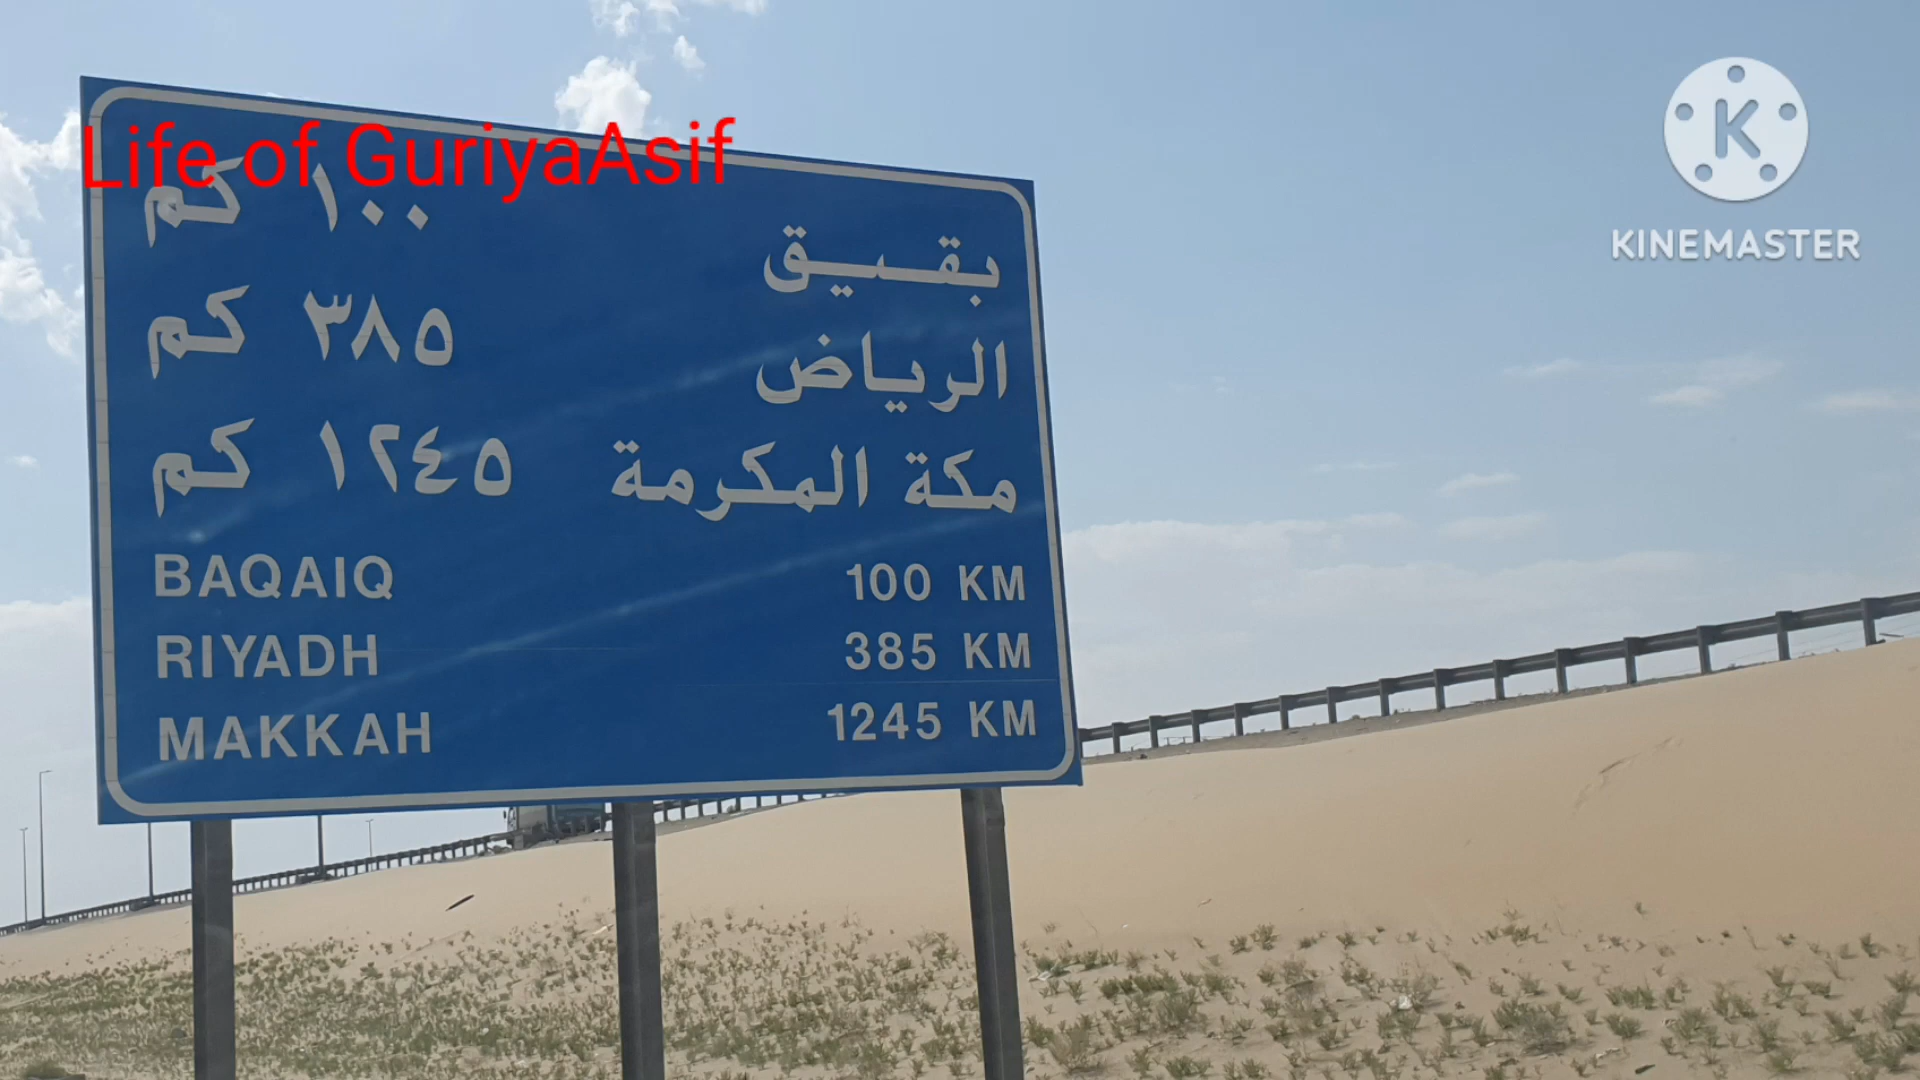 Life of GuriyaAsif
KINEMASTER
بقيق ١٠٠ كم
الرياض ٣٨٥ كم
مكة المكرمة ١٢٤٥ كم
BAQAIQ 100 KM
RIYADH 385 KM
MAKKAH 1245 KM